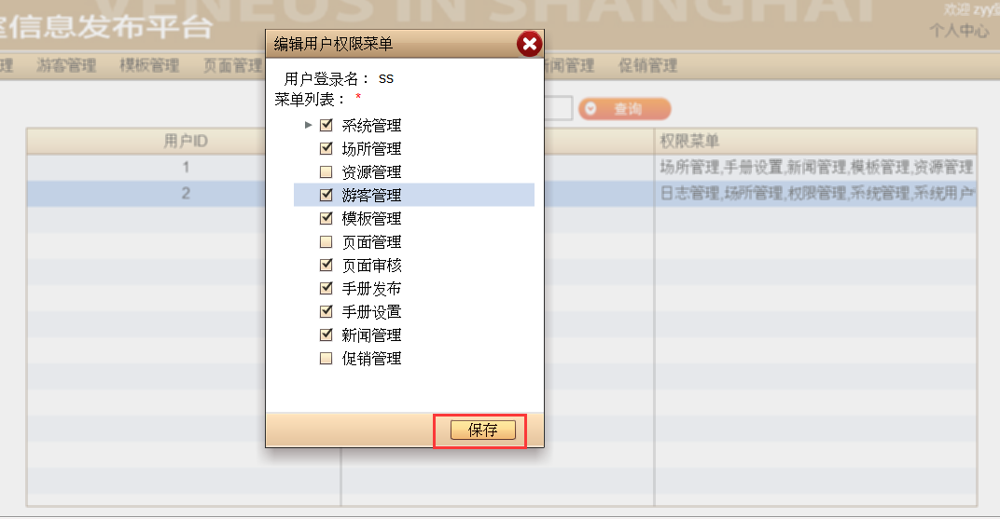 VENEUS IN SHANGHAI
欢迎 zyy
信息发布平台
个人中心
理 游客管理 模板管理 页面管理 闻管理 促销管理
编辑用户权限菜单
用户登录名： ss
菜单列表： *
系统管理
场所管理
资源管理
游客管理
模板管理
页面管理
页面审核
手册发布
手册设置
新闻管理
促销管理
保存
查询
用户ID 权限菜单
1 场所管理,手册设置,新闻管理,模板管理,资源管理
2 日志管理,场所管理,权限管理,系统管理,系统用户